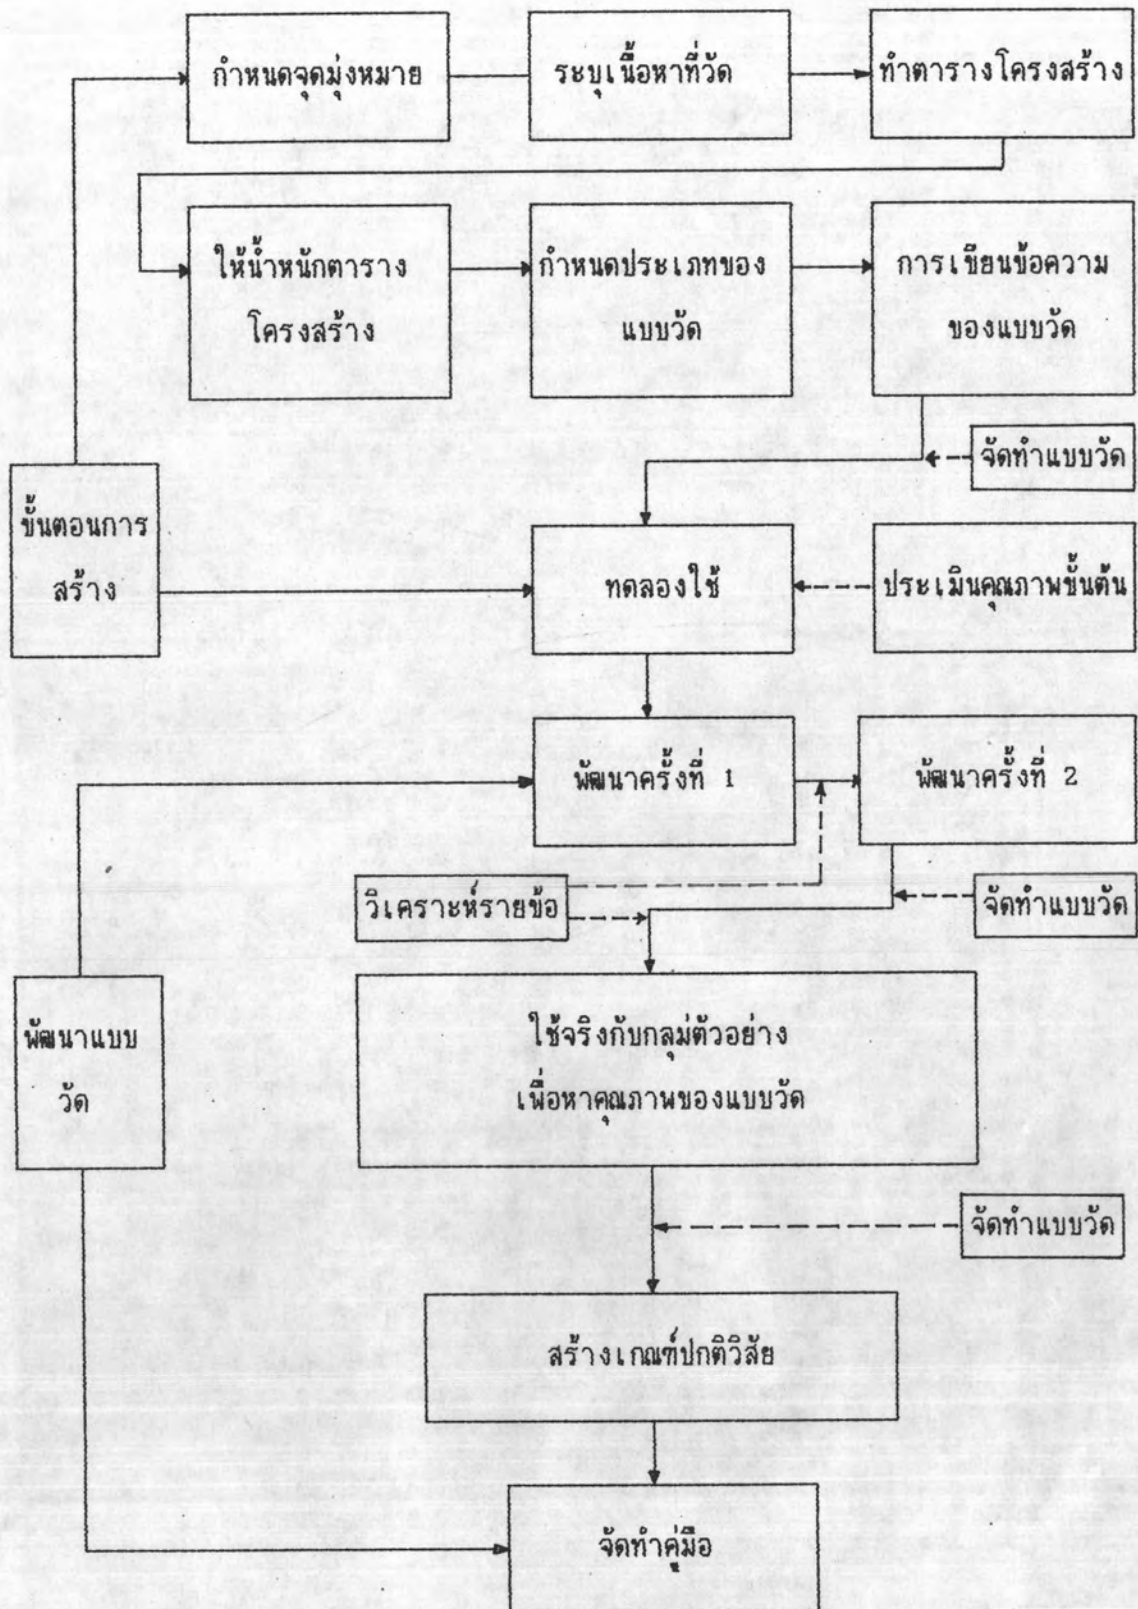 กำหนดจุดมุ่งหมาย
ระบุเนื้อหาที่วัด
ทำตารางโครงสร้าง
ให้น้ำหนักตาราง
โครงสร้าง
กำหนดประเภทของ
แบบวัด
การเขียนข้อความ
ของแบบวัด
จัดทำแบบวัด
ขั้นตอนการ
สร้าง
ทดลองใช้
ประเมินคุณภาพขั้นต้น
พัฒนาครั้งที่ 1
พัฒนาครั้งที่ 2
วิเคราะห์รายข้อ
จัดทำแบบวัด
พัฒนาแบบ
วัด
ใช้จริงกับกลุ่มตัวอย่าง
เพื่อหาคุณภาพของแบบวัด
จัดทำแบบวัด
สร้างเกณฑ์ปกติวิสัย
จัดทำคู่มือ